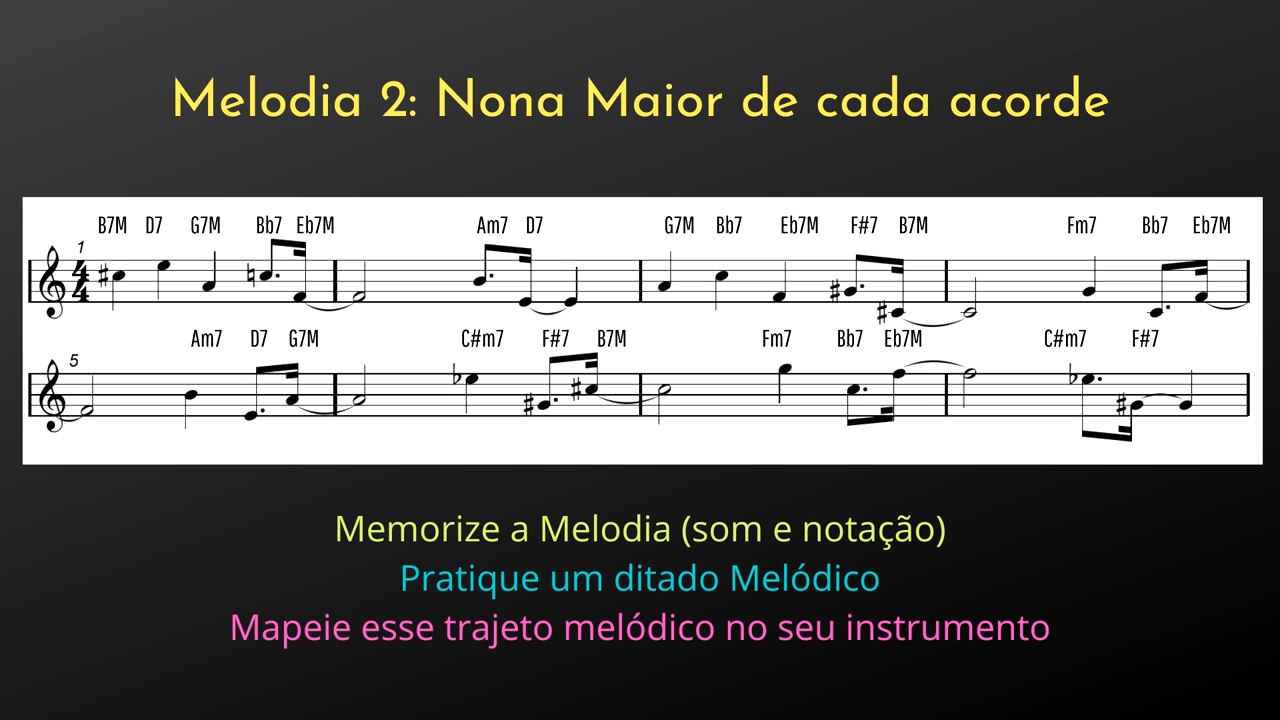 Melodia 2: Nona Maior de cada acorde
B7M D7 G7M Bb7 Eb7M Am7 D7 G7M Bb7 Eb7M F#7 B7M Fm7 Bb7 Eb7M
1
4
4
Am7 D7 G7M C#m7 F#7 B7M Fm7 Bb7 Eb7M C#m7 F#7
5
Memorize a Melodia (som e notação)
Pratique um ditado Melódico
Mapeie esse trajeto melódico no seu instrumento